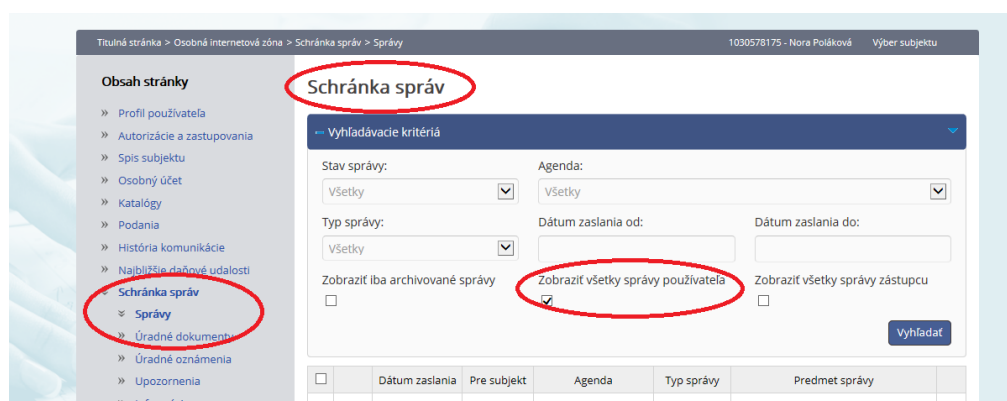 Titulná stránka > Osobná internetová zóna > Schránka správ > Správy 1030578175 - Nora Poláková Výber subjektu
Obsah stránky
» Profil používateľa
» Autorizácie a zastupovania
» Spis subjektu
» Osobný účet
» Katalógy
» Podania
» História komunikácie
» Najbližšie daňové udalosti
Schránka správ
Správy
» Úradné dokumenty
» Úradné oznámenia
» Upozornenia
Schránka správ
Vyhľadávacie kritériá
Stav správy: Agenda:
Všetky Všetky
Typ správy: Dátum zaslania od: Dátum zaslania do:
Všetky
Zobraziť iba archivované správy Zobraziť všetky správy používateľa Zobraziť všetky správy zástupcu
Vyhľadať
Dátum zaslania Pre subjekt Agenda Typ správy Predmet správy